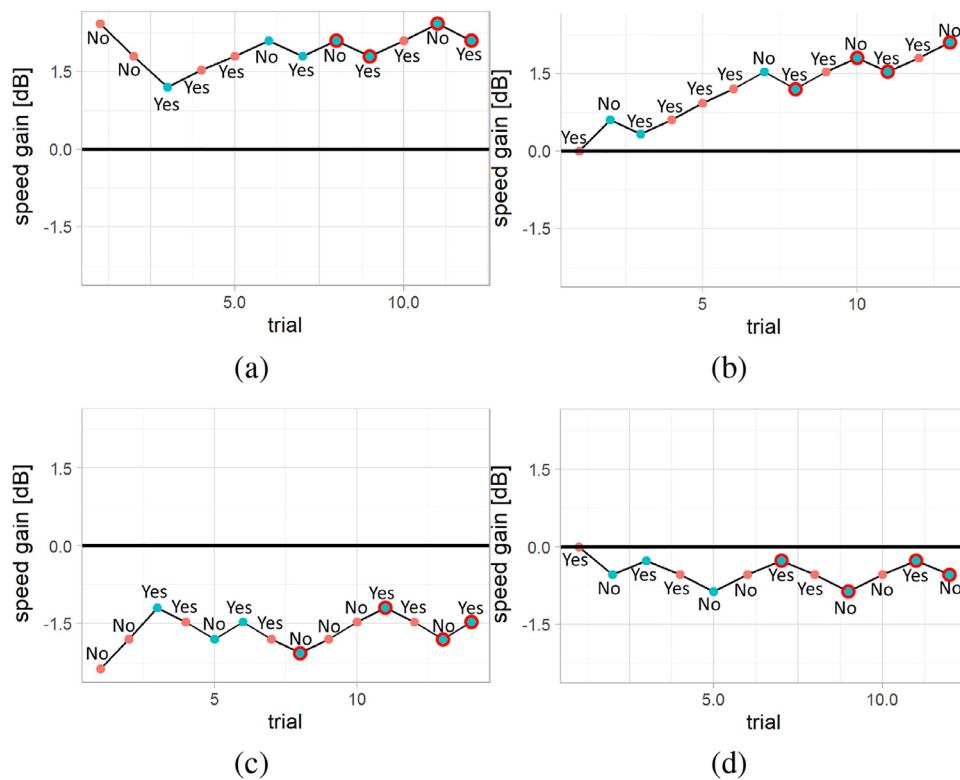 speed gain [dB]
1.5
0.0
-1.5
No
No
Yes
Yes
Yes
No
Yes
No
Yes
Yes
No
Yes
5.0
10.0
trial
(a)
speed gain [dB]
1.5
0.0
-1.5
Yes
No
Yes
Yes
Yes
Yes
No
Yes
Yes
No
Yes
Yes
No
5
10
trial
(b)
speed gain [dB]
1.5
0.0
-1.5
No
No
Yes
Yes
No
Yes
Yes
No
No
No
Yes
Yes
No
Yes
5
10
trial
(c)
speed gain [dB]
1.5
0.0
-1.5
Yes
No
Yes
Yes
No
No
Yes
Yes
No
No
Yes
No
5.0
10.0
trial
(d)